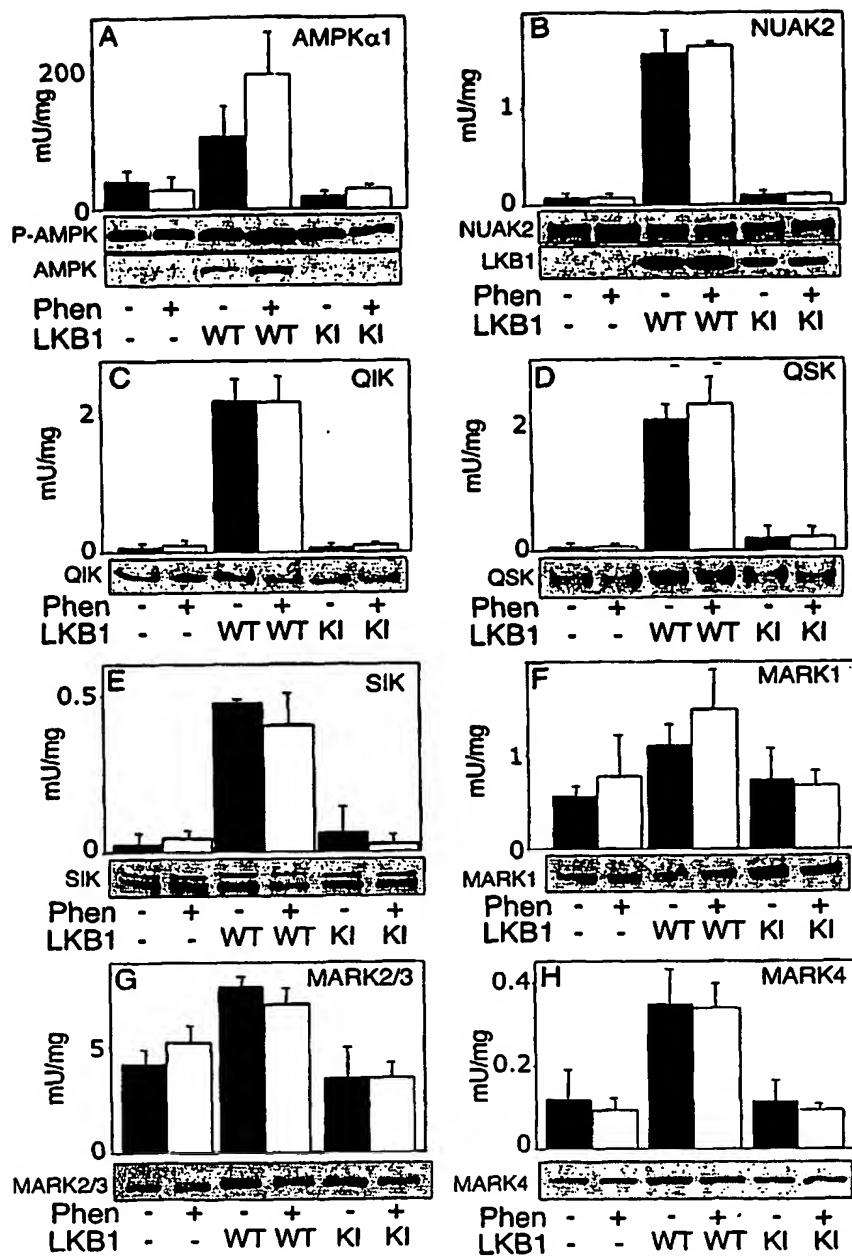 A AMPKα1
200
mU/mg
0
P-AMPK
AMPK
Phen - + - + - +
LKB1 - - WT WT KI KI
B NUAK2
1
mU/mg
0
NUAK2
LKB1
Phen - + - + - +
LKB1 - - WT WT KI KI
C QIK
2
mU/mg
0
QIK
Phen - + - + - +
LKB1 - - WT WT KI KI
D QSK
2
mU/mg
0
QSK
Phen - + - + - +
LKB1 - - WT WT KI KI
E SIK
0.5
mU/mg
0
SIK
Phen - + - + - +
LKB1 - - WT WT KI KI
F MARK1
1
mU/mg
0
MARK1
Phen - + - + - +
LKB1 - - WT WT KI KI
G MARK2/3
5
mU/mg
0
MARK2/3
Phen - + - + - +
LKB1 - - WT WT KI KI
H MARK4
0.4
0.2
mU/mg
0
MARK4
Phen - + - + - +
LKB1 - - WT WT KI KI